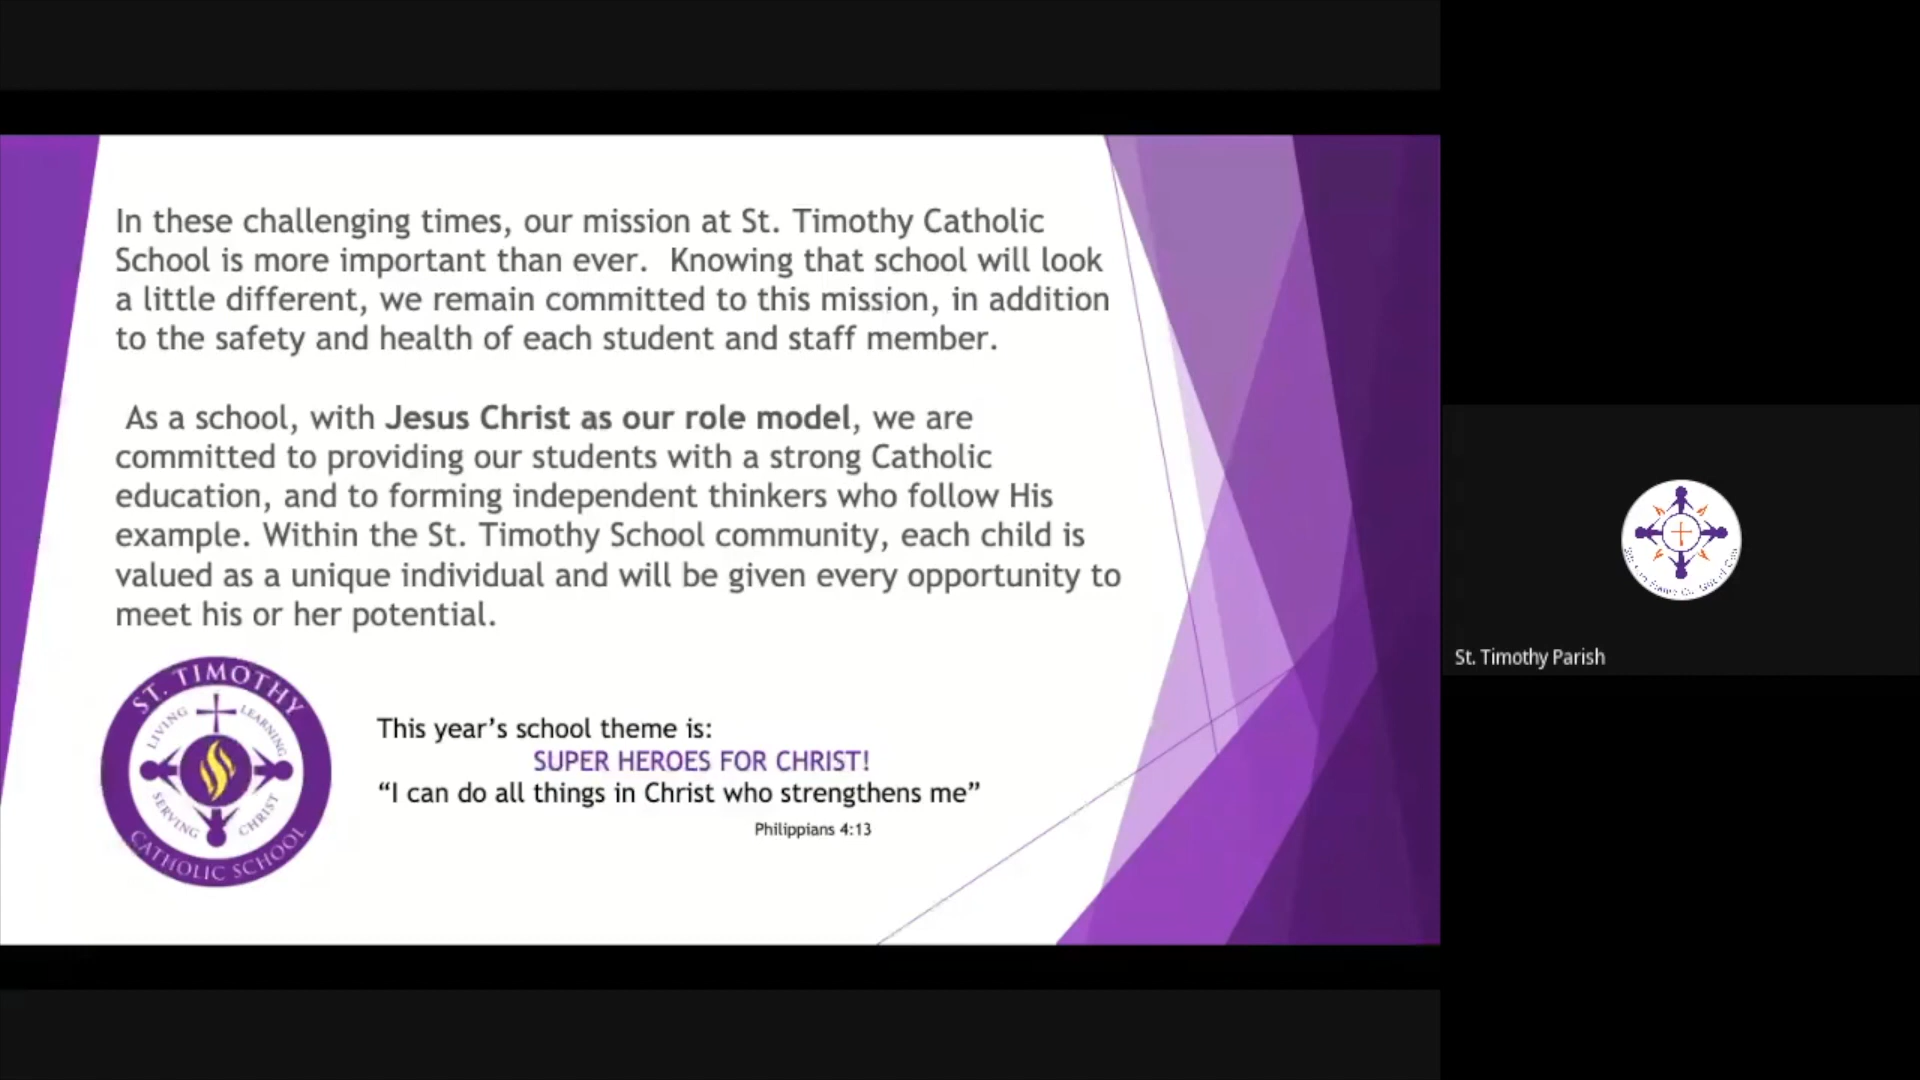 In these challenging times, our mission at St. Timothy Catholic
School is more important than ever. Knowing that school will look
a little different, we remain committed to this mission, in addition
to the safety and health of each student and staff member.
As a school, with Jesus Christ as our role model, we are
committed to providing our students with a strong Catholic
education, and to forming independent thinkers who follow His
example. Within the St. Timothy School community, each child is
valued as a unique individual and will be given every opportunity to
meet his or her potential.
ST. TIMOTHY
LIVING
LEARNING
SERVING
CHRIST
CATHOLIC SCHOOL
This year’s school theme is:
SUPER HEROES FOR CHRIST!
“I can do all things in Christ who strengthens me”
Philippians 4:13
St. Timothy Parish